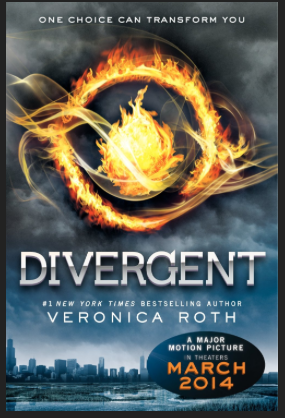 ONE CHOICE CAN TRANSFORM YOU
DIVERGENT
#1 NEW YORK TIMES BESTSELLING AUTHOR
VERONICA ROTH
A MAJOR
MOTION PICTURE
IN THEATERS
MARCH
2014